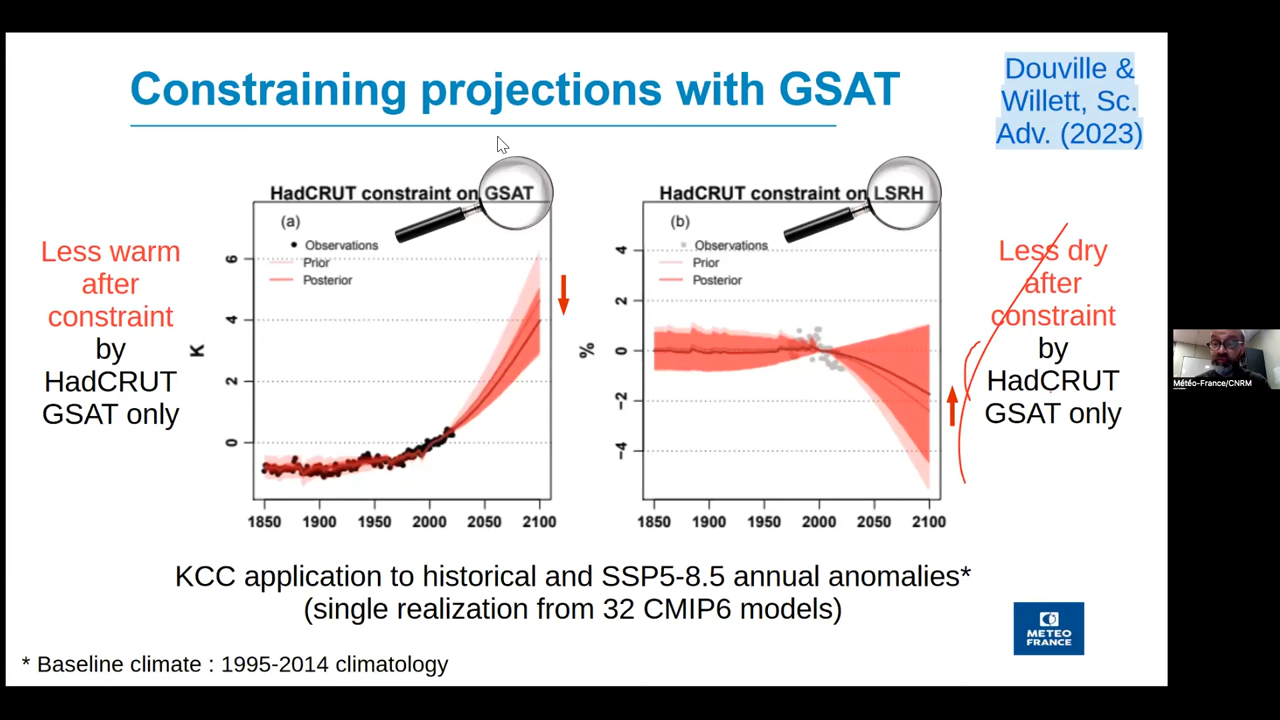 Constraining projections with GSAT
Douville &
Willett, Sc.
Adv. (2023)
Less warm
after
constraint
by
HadCRUT
GSAT only
HadCRUT constraint on GSAT
(a)
Observations
Prior
Posterior
K
6
4
2
0
1850 1900 1950 2000 2050 2100
HadCRUT constraint on LSRH
(b)
Observations
Prior
Posterior
%
4
2
0
-2
-4
1850 1900 1950 2000 2050 2100
Less dry
after
constraint
by
HadCRUT
GSAT only
KCC application to historical and SSP5-8.5 annual anomalies*
(single realization from 32 CMIP6 models)
METEO
FRANCE
* Baseline climate : 1995-2014 climatology
Météo-France/CNRM